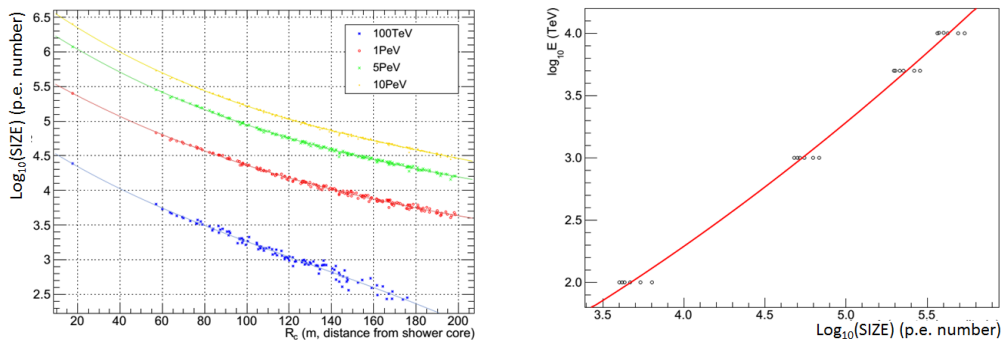 Log10(SIZE) (p.e. number)
6.5
6
5.5
5
4.5
4
3.5
3
2.5
100TeV
1PeV
5PeV
10PeV
20 40 60 80 100 120 140 160 180 200
Rc (m, distance from shower core)
log10E (TeV)
4.0
3.5
3.0
2.5
2.0
3.5 4.0 4.5 5.0 5.5
Log10(SIZE) (p.e. number)